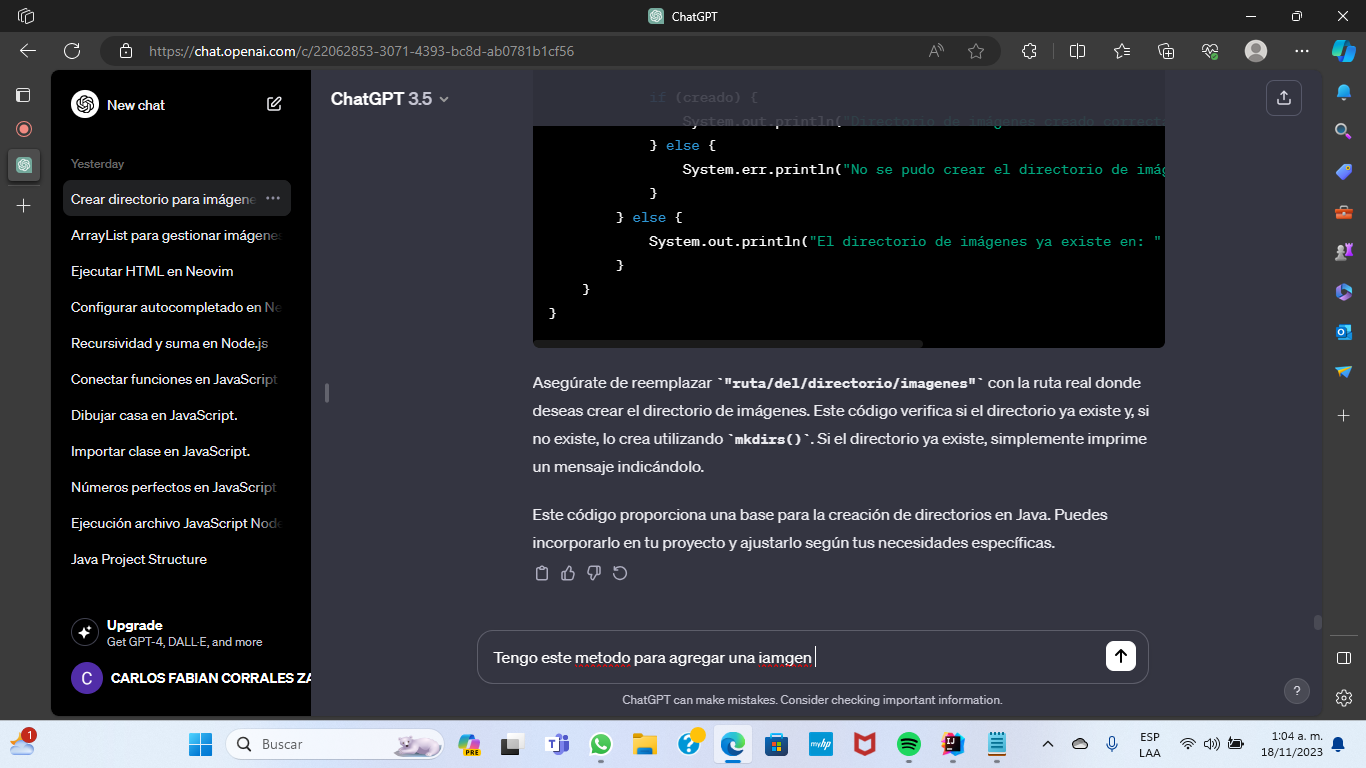 ChatGPT
https://chat.openai.com/c/22062853-3071-4393-bc8d-ab0781b1cf56
New chat
Yesterday
Crear directorio para imágene
ArrayList para gestionar imágenes
Ejecutar HTML en Neovim
Configurar autocompletado en Ne
Recursividad y suma en Node.js
Conectar funciones en JavaScript
Dibujar casa en JavaScript.
Importar clase en JavaScript.
Números perfectos en JavaScript
Ejecución archivo JavaScript Node
Java Project Structure
Upgrade
Get GPT-4, DALL·E, and more
C
CARLOS FABIAN CORRALES ZA
ChatGPT 3.5
if (creado) {
System.out.println("Directorio de imágenes creado correcta
} else {
System.err.println("No se pudo crear el directorio de imág
}
} else {
System.out.println("El directorio de imágenes ya existe en: "
}
}
}
Asegúrate de reemplazar `"ruta/del/directorio/imagenes"` con la ruta real donde
deseas crear el directorio de imágenes. Este código verifica si el directorio ya existe y, si
no existe, lo crea utilizando `mkdirs()`. Si el directorio ya existe, simplemente imprime
un mensaje indicándolo.
Este código proporciona una base para la creación de directorios en Java. Puedes
incorporarlo en tu proyecto y ajustarlo según tus necesidades específicas.
Tengo este metodo para agregar una iamgen
ChatGPT can make mistakes. Consider checking important information.
?
1
Buscar
PRE
ESP
LAA
1:04 a. m.
18/11/2023